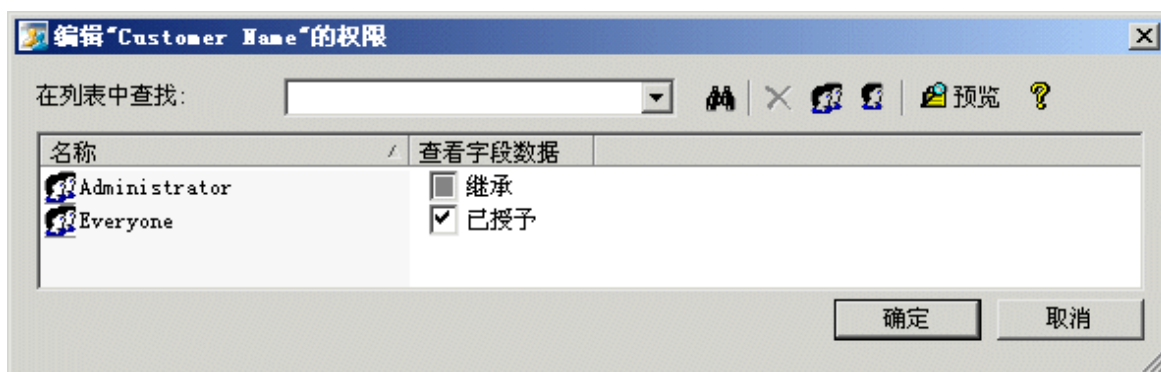 编辑"Customer Name"的权限
在列表中查找:
预览
名称 查看字段数据
Administrator 继承
Everyone 已授予
确定 取消